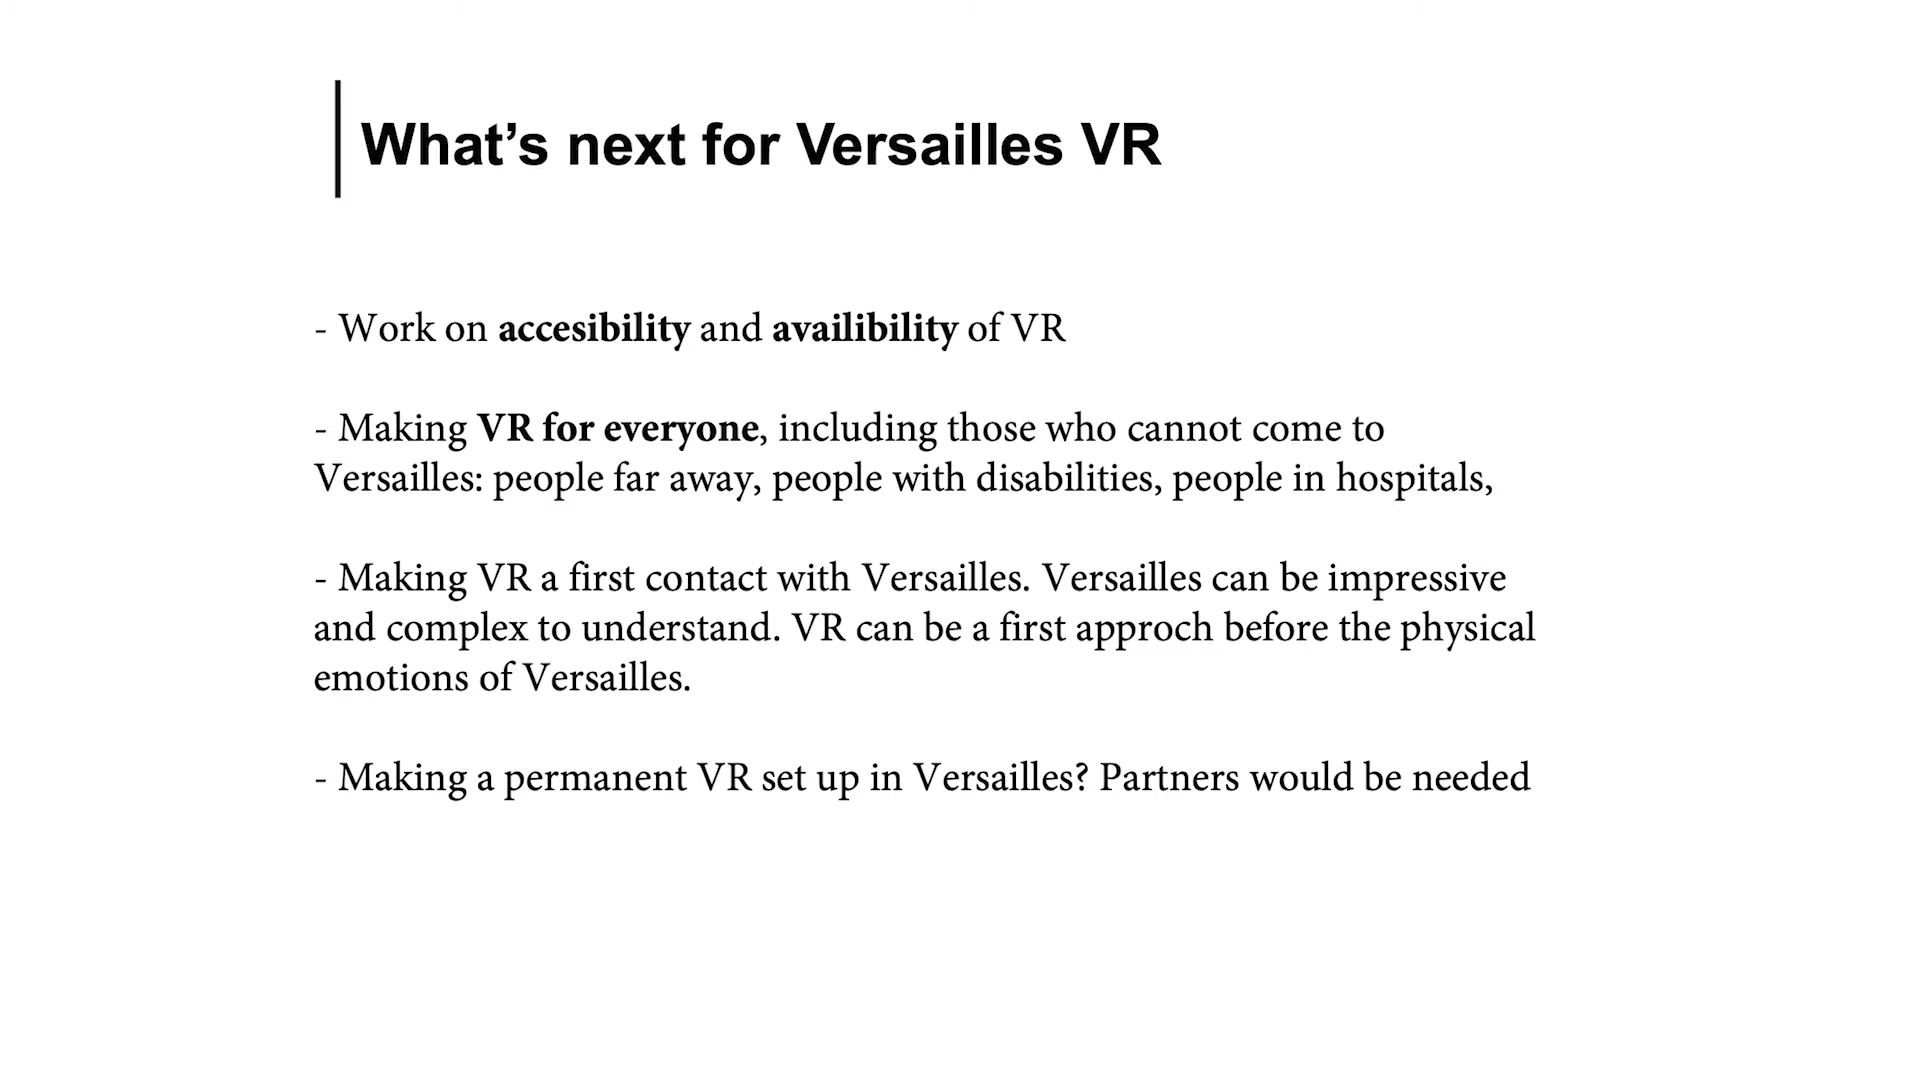 What’s next for Versailles VR
- Work on accesibility and availibility of VR
- Making VR for everyone, including those who cannot come to
Versailles: people far away, people with disabilities, people in hospitals,
- Making VR a first contact with Versailles. Versailles can be impressive
and complex to understand. VR can be a first approch before the physical
emotions of Versailles.
- Making a permanent VR set up in Versailles? Partners would be needed